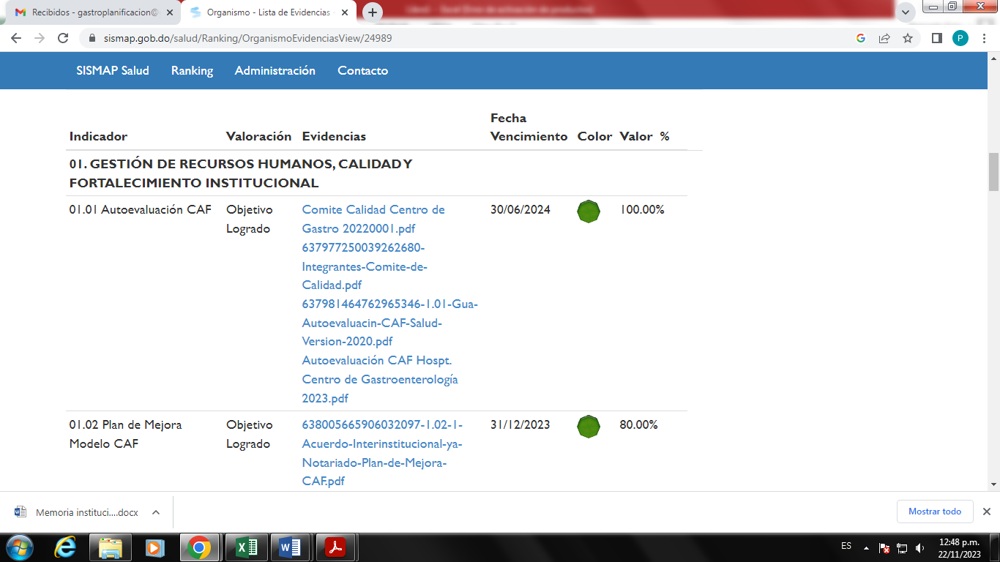 Recibidos - gastroplanificacion@
Organismo - Lista de Evidencias
sismap.gob.do/salud/Ranking/OrganismoEvidenciasView/24989
P
SISMAP Salud Ranking Administración Contacto
Indicador Valoración Evidencias Fecha Vencimiento Color Valor %
01. GESTIÓN DE RECURSOS HUMANOS, CALIDAD Y
FORTALECIMIENTO INSTITUCIONAL
01.01 Autoevaluación CAF
Objetivo
Logrado
Comite Calidad Centro de
Gastro 20220001.pdf
637977250039262680-
Integrantes-Comite-de-
Calidad.pdf
637981464762965346-1.01-Gua-
Autoevaluacin-CAF-Salud-
Version-2020.pdf
Autoevaluación CAF Hospt.
Centro de Gastroenterología
2023.pdf
30/06/2024
100.00%
01.02 Plan de Mejora
Modelo CAF
Objetivo
Logrado
638005665906032097-1.02-1-
Acuerdo-Interinstitucional-ya-
Notariado-Plan-de-Mejora-
CAF.pdf
31/12/2023
80.00%
Memoria instituci....docx
Mostrar todo
ES
12:48 p.m.
22/11/2023